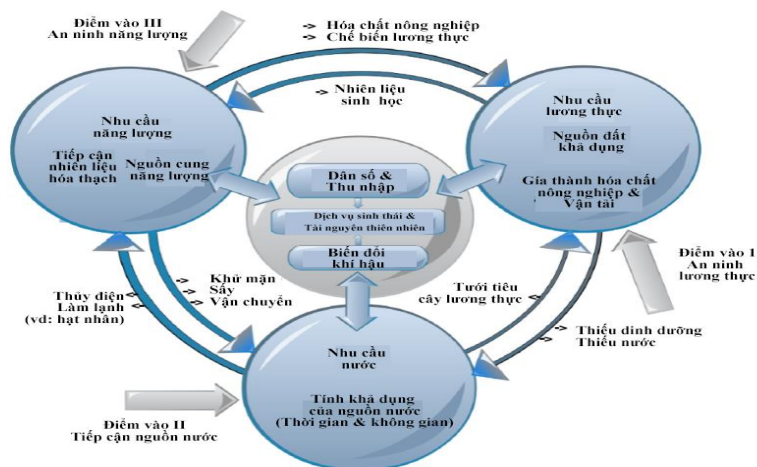 Điểm vào III
An ninh năng lượng
Hóa chất nông nghiệp
Chế biến lương thực
Nhiên liệu
sinh học
Nhu cầu
năng lượng
Tiếp cận
nhiên liệu
hóa thạch
Nguồn cung
năng lượng
Nhu cầu
lương thực
Nguồn đất
khả dụng
Gía thành hóa chất
nông nghiệp &
Vận tải
Dân số &
Thu nhập
Dịch vụ sinh thái &
Tài nguyên thiên nhiên
Biến đổi
khí hậu
Điểm vào 1
An ninh
lương thực
Khử mặn
Sấy
Vận chuyển
Thủy điện
Làm lạnh
(vd: hạt nhân)
Tưới tiêu
cây lương thực
Thiếu dinh dưỡng
Thiếu nước
Nhu cầu
nước
Tính khả dụng
của nguồn nước
(Thời gian & không gian)
Điểm vào II
Tiếp cận nguồn nước